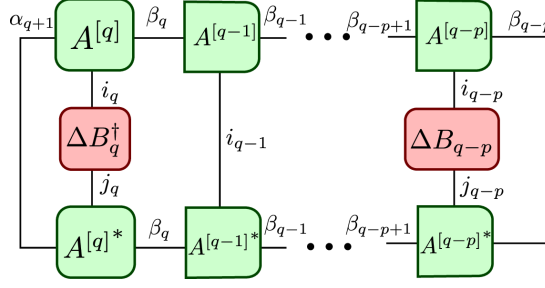 α_{q+1} β_q β_{q-1} β_{q-p+1} β_{q-p}
A^{[q]} A^{[q-1]} • • • A^{[q-p]}
i_q i_{q-p}
ΔB_q^† i_{q-1} ΔB_{q-p}
j_q j_{q-p}
β_q β_{q-1} β_{q-p+1}
A^{[q]*} A^{[q-1]*} • • • A^{[q-p]*}